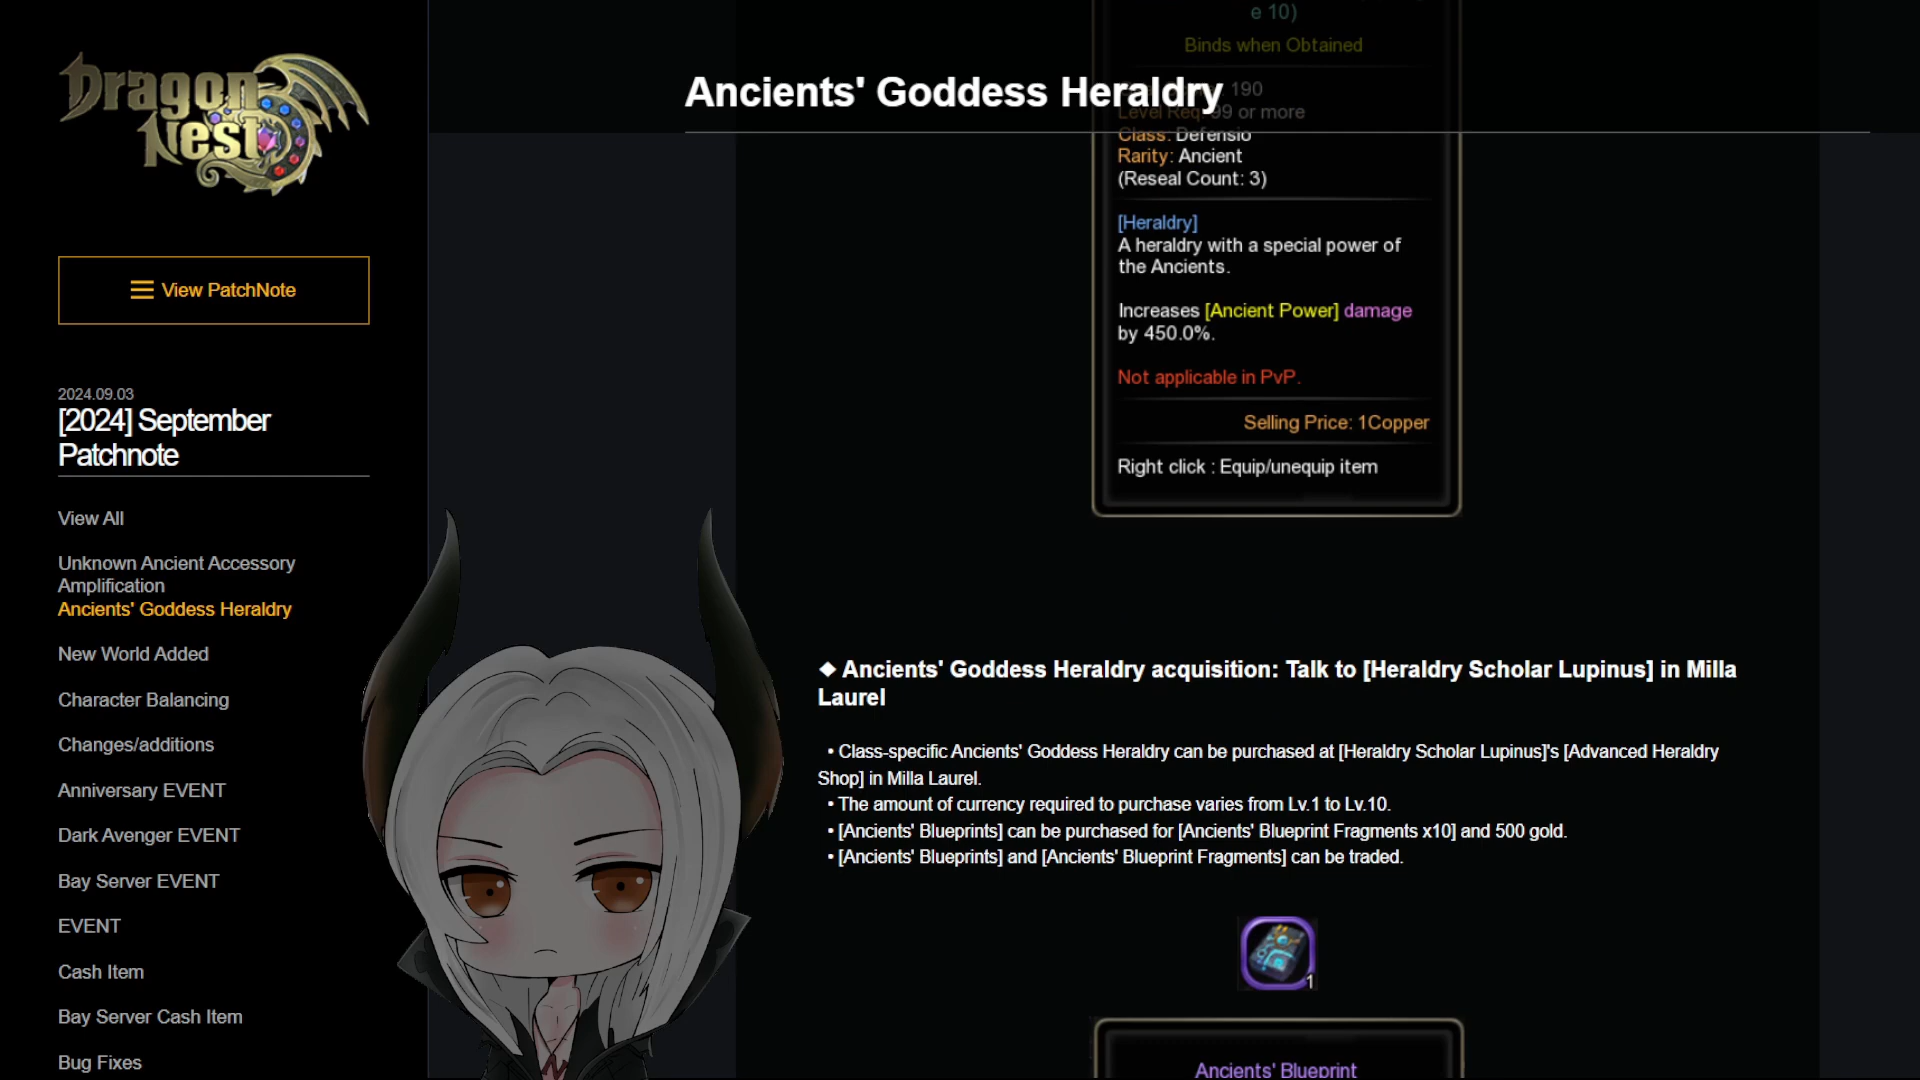 Dragon
Nest
View PatchNote
2024.09.03
[2024] September
Patchnote
View All
Unknown Ancient Accessory
Amplification
Ancients' Goddess Heraldry
New World Added
Character Balancing
Changes/additions
Anniversary EVENT
Dark Avenger EVENT
Bay Server EVENT
EVENT
Cash Item
Bay Server Cash Item
Bug Fixes
Ancients' Goddess Heraldry
e 10)
Binds when Obtained
190
Level Req: 99 or more
Class: Defensio
Rarity: Ancient
(Reseal Count: 3)
[Heraldry]
A heraldry with a special power of
the Ancients.
Increases [Ancient Power] damage
by 450.0%.
Not applicable in PvP.
Selling Price: 1Copper
Right click : Equip/unequip item
◆ Ancients' Goddess Heraldry acquisition: Talk to [Heraldry Scholar Lupinus] in Milla
Laurel
• Class-specific Ancients' Goddess Heraldry can be purchased at [Heraldry Scholar Lupinus]'s [Advanced Heraldry
Shop] in Milla Laurel.
• The amount of currency required to purchase varies from Lv.1 to Lv.10.
• [Ancients' Blueprints] can be purchased for [Ancients' Blueprint Fragments x10] and 500 gold.
• [Ancients' Blueprints] and [Ancients' Blueprint Fragments] can be traded.
1
Ancients' Blueprint